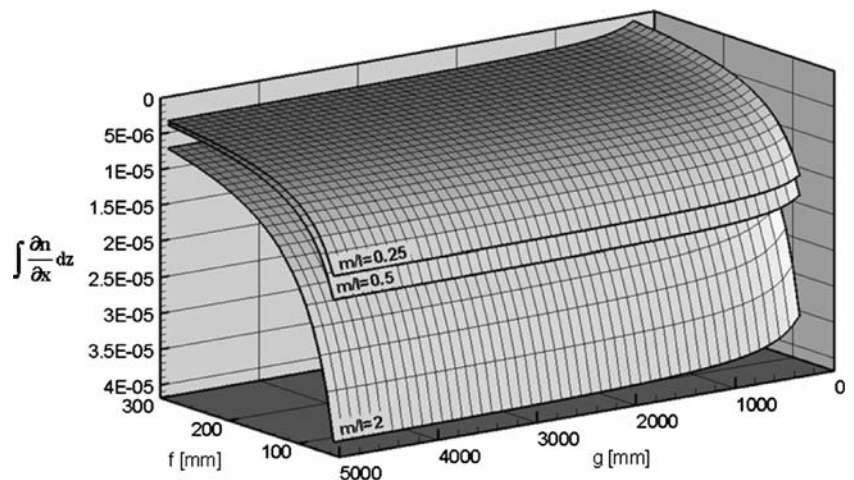 0
5E-06
1E-05
1.5E-05
2E-05
2.5E-05
3E-05
3.5E-05
4E-05
∫ ∂n/∂x dz
m/l=0.25
m/l=0.5
m/l=2
300
200
100
f [mm]
5000
4000
3000
2000
1000
0
g [mm]